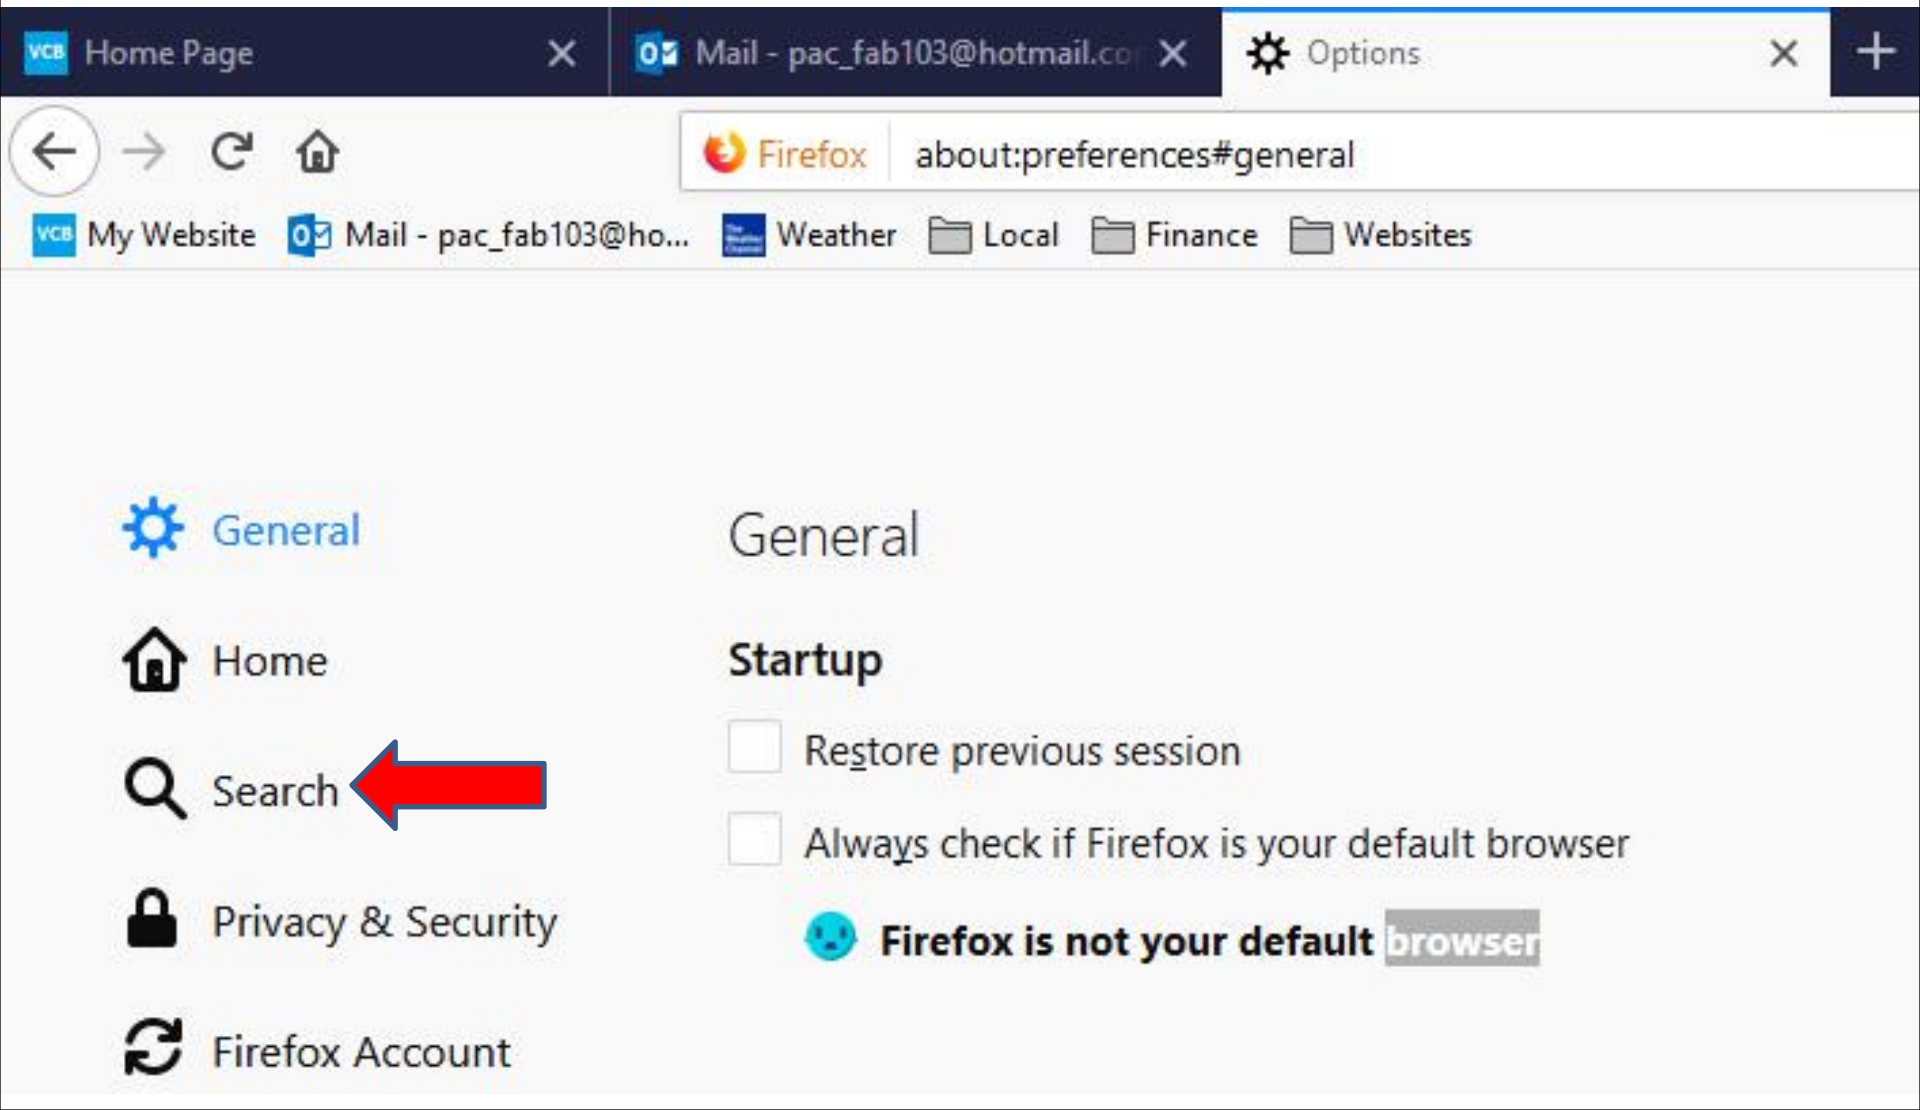 VCB Home Page
Mail - pac_fab103@hotmail.co
Options
Firefox about:preferences#general
VCB My Website
Mail - pac_fab103@ho...
Weather
Local
Finance
Websites
General
Home
Search
Privacy & Security
Firefox Account
General
Startup
Restore previous session
Always check if Firefox is your default browser
Firefox is not your default browser